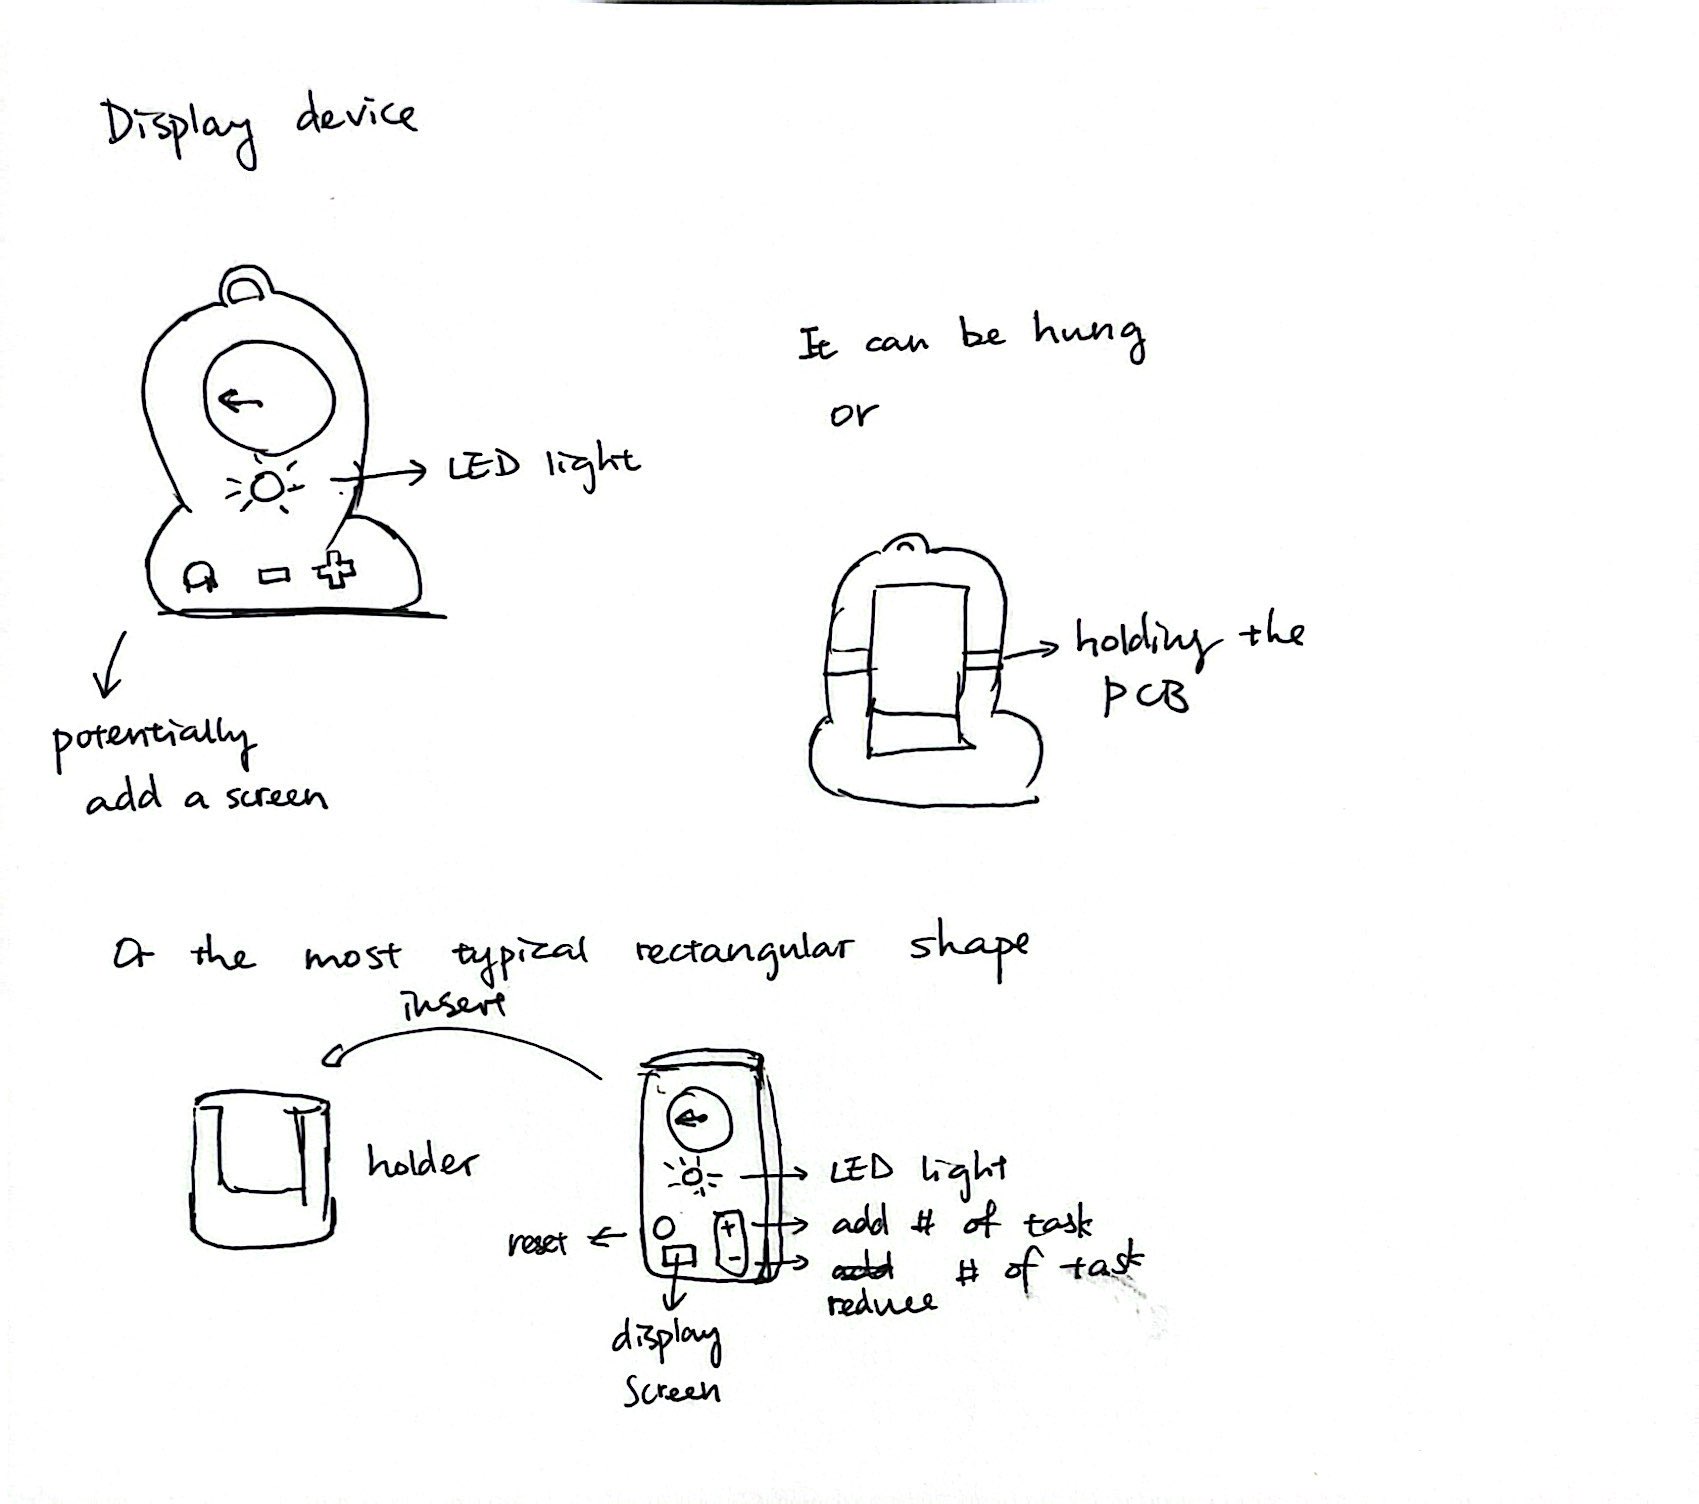 Display device
It can be hung
or
LED light
holding the
PCB
potentially
add a screen
Or the most typical rectangular shape
insert
holder
LED light
add # of task
reset
+
-
add # of task
reduce
display
screen